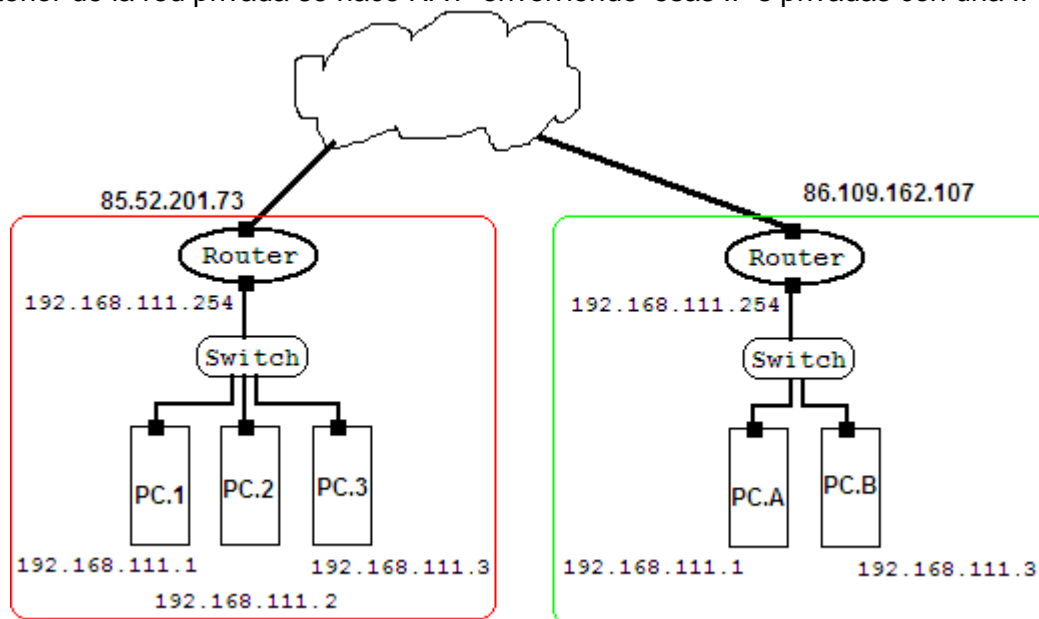 85.52.201.73
86.109.162.107
Router
Router
192.168.111.254
192.168.111.254
Switch
Switch
PC.1
PC.2
PC.3
PC.A
PC.B
192.168.111.1
192.168.111.3
192.168.111.2
192.168.111.1
192.168.111.3